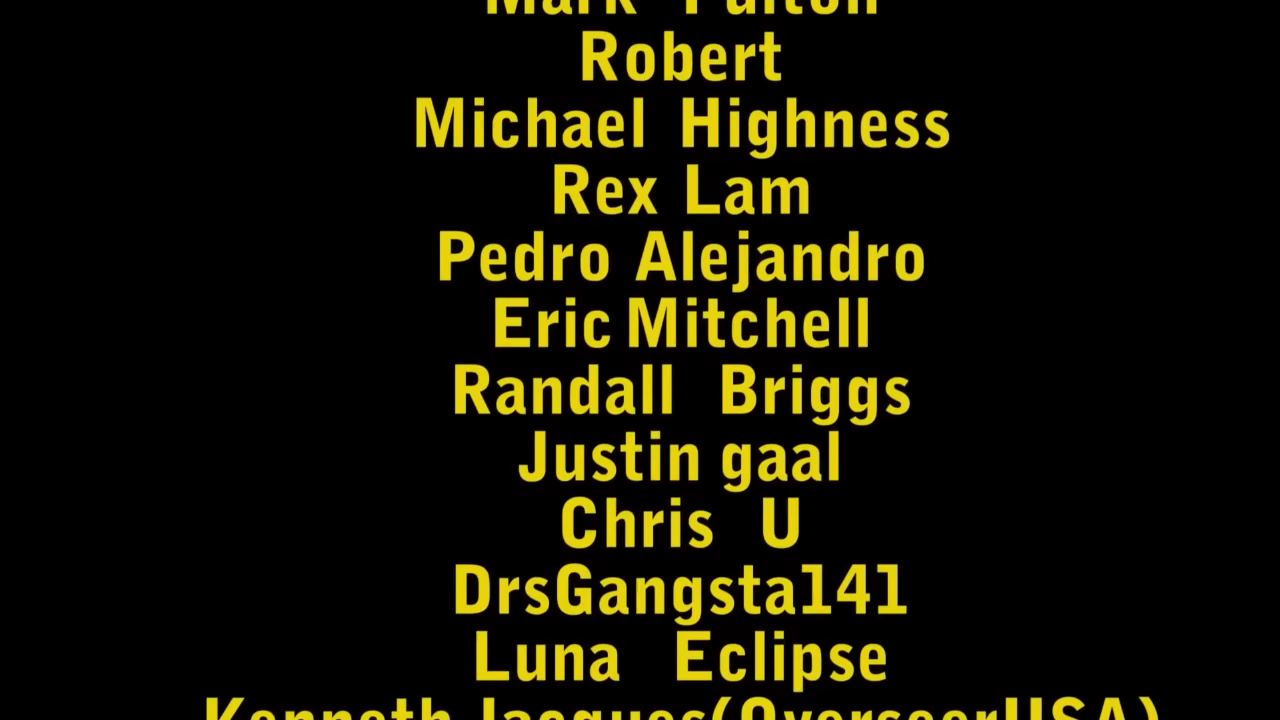 Mark Fulton
Robert
Michael Highness
Rex Lam
Pedro Alejandro
Eric Mitchell
Randall Briggs
Justin gaal
Chris U
DrsGangsta141
Luna Eclipse
Kenneth Jacques(OverseerUSA)